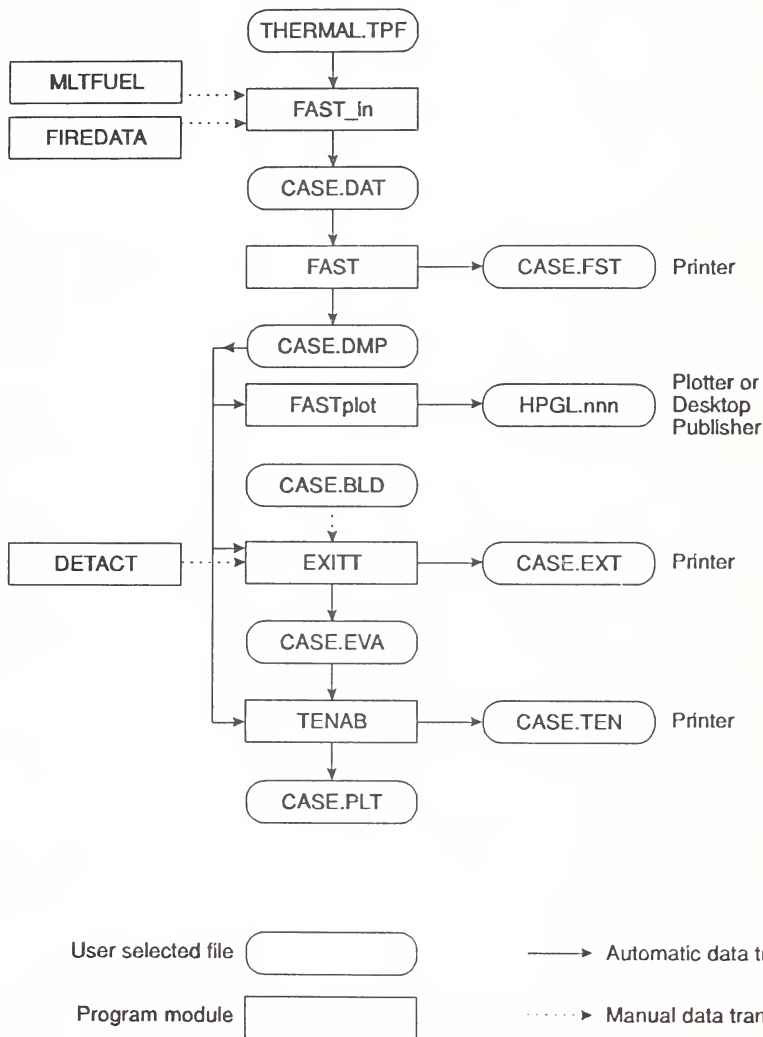 THERMAL.TPF
MLTFUEL
FAST_in
FIREDATA
CASE.DAT
FAST
CASE.FST
Printer
CASE.DMP
FASTplot
HPGL.nnn
Plotter or
Desktop
Publisher
CASE.BLD
DETACT
EXITT
CASE.EXT
Printer
CASE.EVA
TENAB
CASE.TEN
Printer
CASE.PLT
User selected file
Automatic data
Program module
Manual data